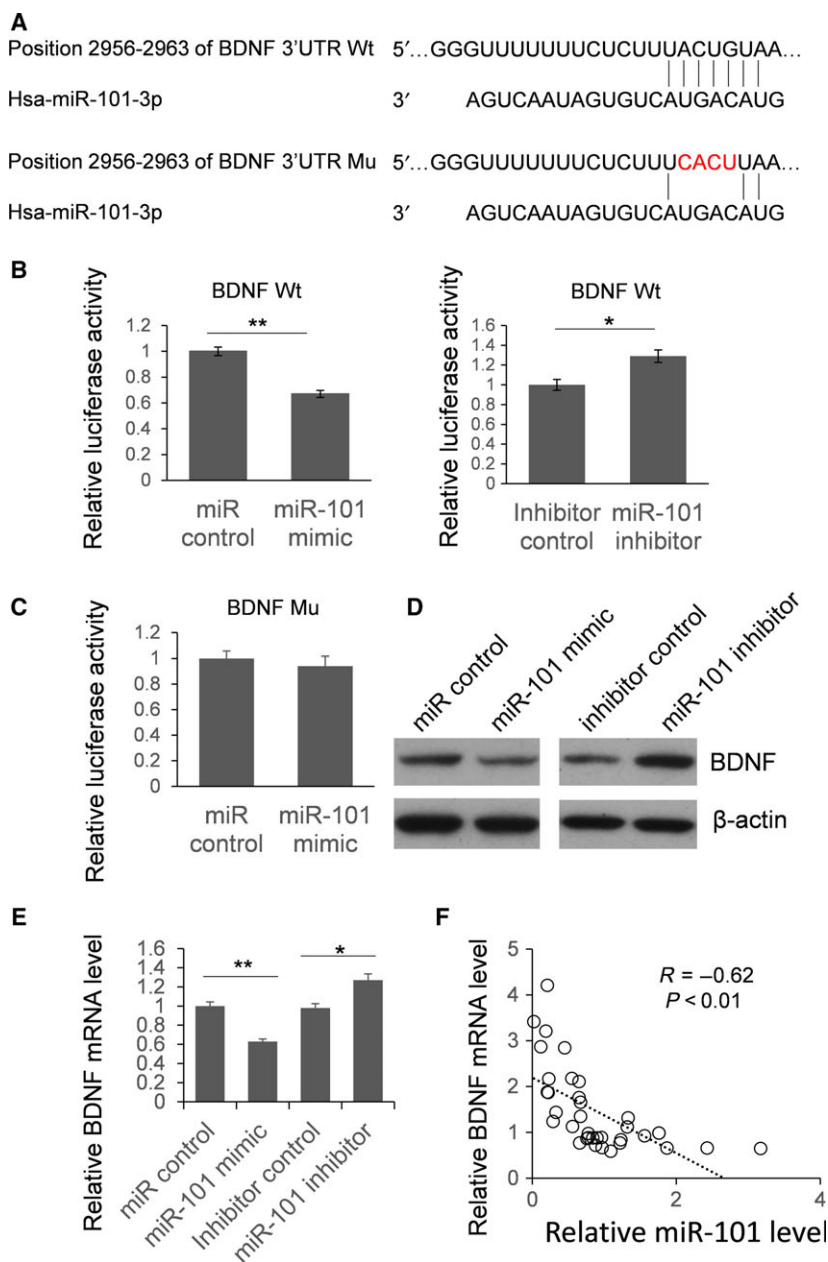 A
Position 2956-2963 of BDNF 3'UTR Wt 5′…GGGUUUUUUUCUCUUUUACUGUAA…
Hsa-miR-101-3p 3′ AGUCAAUAGUGUCAUGACAUG
Position 2956-2963 of BDNF 3'UTR Mu 5′…GGGUUUUUUUCUCUUUUCACUUAA…
Hsa-miR-101-3p 3′ AGUCAAUAGUGUCAUGACAUG
B
BDNF Wt
Relative luciferase activity
1.2
1
0.8
0.6
0.4
0.2
0
**
miR control
miR-101 mimic
BDNF Wt
Relative luciferase activity
1.6
1.4
1.2
1
0.8
0.6
0.4
0.2
0
*
Inhibitor control
miR-101 inhibitor
C
BDNF Mu
Relative luciferase activity
1.2
1
0.8
0.6
0.4
0.2
0
miR control
miR-101 mimic
D
miR control
miR-101 mimic
inhibitor control
miR-101 inhibitor
BDNF
β-actin
E
Relative BDNF mRNA level
1.6
1.4
1.2
1
0.8
0.6
0.4
0.2
0
**
*
miR control
miR-101 mimic
Inhibitor control
miR-101 inhibitor
F
Relative BDNF mRNA level
5
4
3
2
1
0
R = –0.62
P < 0.01
0 2 4
Relative miR-101 level